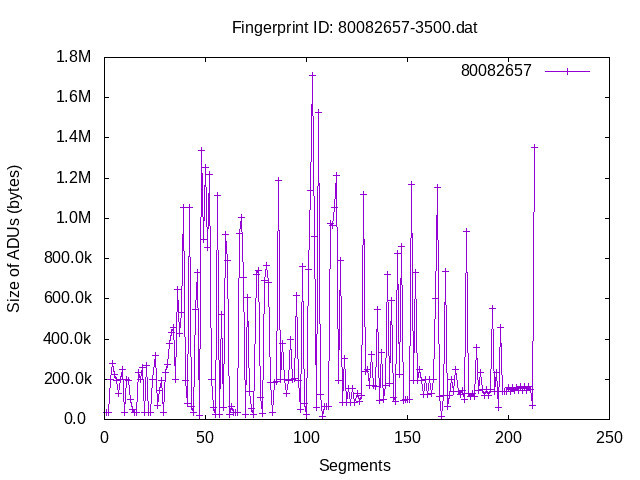 Fingerprint ID: 80082657-3500.dat
80082657
Size of ADUs (bytes)
1.8M
1.6M
1.4M
1.2M
1.0M
800.0k
600.0k
400.0k
200.0k
0.0
0 50 100 150 200 250
Segments